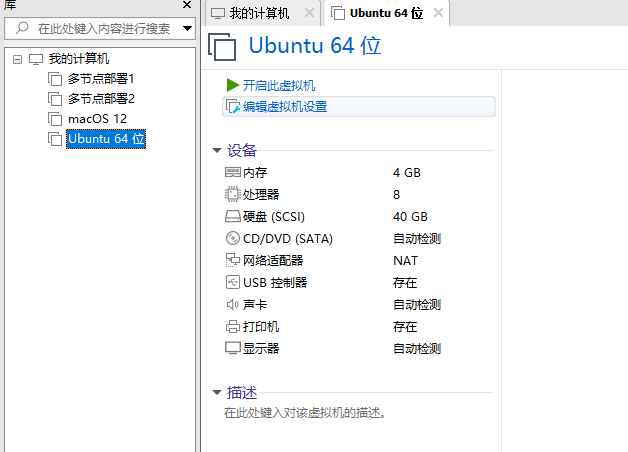 库
在此处键入内容进行搜索
我的计算机
多节点部署1
多节点部署2
macOS 12
Ubuntu 64 位
我的计算机
Ubuntu 64 位
Ubuntu 64 位
开启此虚拟机
编辑虚拟机设置
设备
内存 4 GB
处理器 8
硬盘 (SCSI) 40 GB
CD/DVD (SATA) 自动检测
网络适配器 NAT
USB 控制器 存在
声卡 自动检测
打印机 存在
显示器 自动检测
描述
在此处键入对该虚拟机的描述。